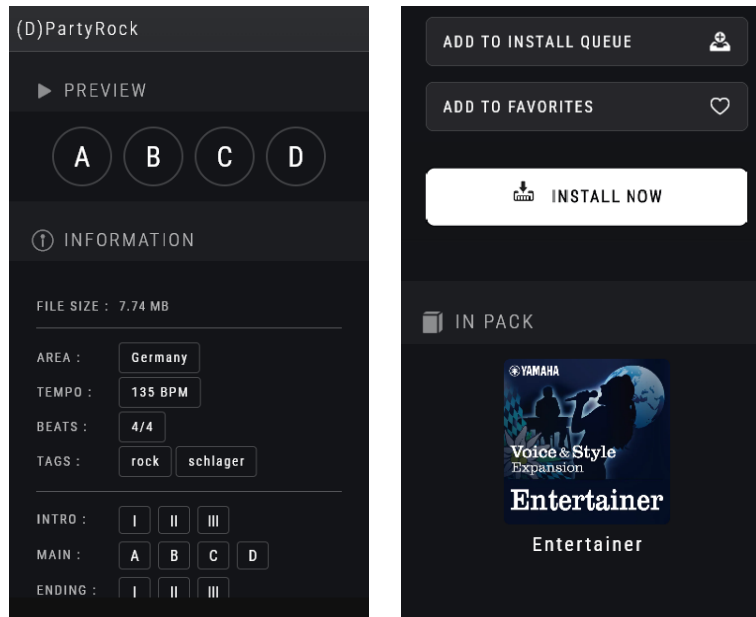 (D)PartyRock
PREVIEW
A B C D
INFORMATION
FILE SIZE : 7.74 MB
AREA : Germany
TEMPO : 135 BPM
BEATS : 4/4
TAGS : rock schlager
INTRO : I II III
MAIN : A B C D
ENDING : I II III
ADD TO INSTALL QUEUE
ADD TO FAVORITES
INSTALL NOW
IN PACK
YAMAHA
Voice & Style
Expansion
Entertainer
Entertainer